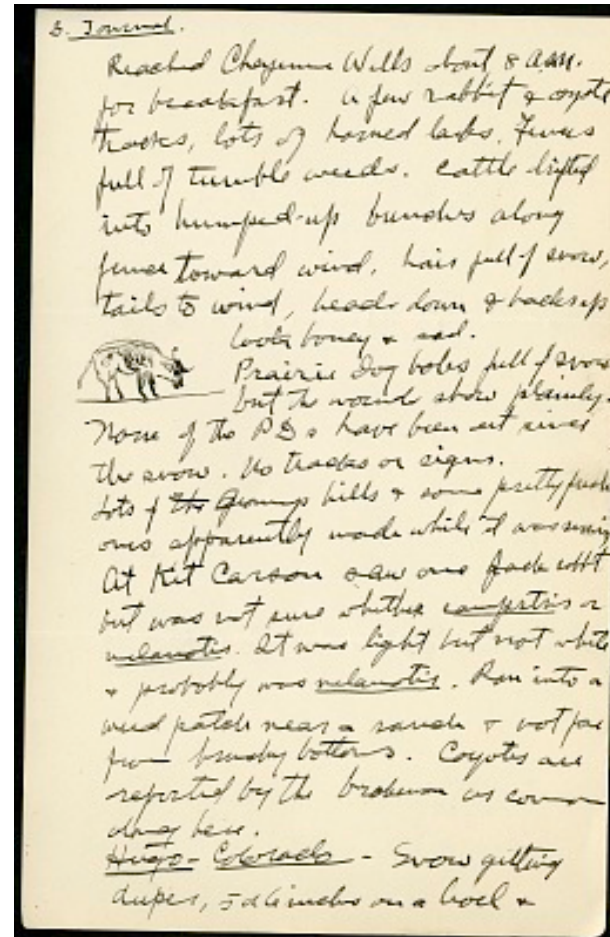 6. Journal.
Reached Cheyenne Wells about 8 a.m.
for breakfast. A few rabbit & coyote
tracks, lots of horned larks. Fences
full of tumble weeds. Cattle drifted
into humped-up bunches along
fences toward wind, hair full of snow,
tails to wind, heads down & backs up
look boney & sad.
Prairie Dog holes full of snow
but the mounds show plainly.
None of the P D s have been out since
the snow. No tracks or signs.
Lots of the Geomys hills & some pretty fresh
ones apparently made while it was snowing
At Kit Carson saw one Jack rabbit
but was not sure whether campestris or
melanotis. It was light but not white
& probably was melanotis. Ran into a
weed patch near a ranch & not far
from brushy bottoms. Coyotes are
reported by the brakeman as common
along here.
Hugo - Colorado - Snow getting
deeper, 5 or 6 inches on a level &